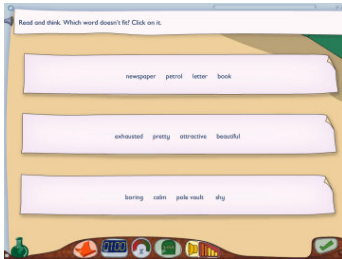 Read and think. Which word doesn't fit? Click on it.
newspaper petrol letter book
exhausted pretty attractive beautiful
boring calm pole vault shy